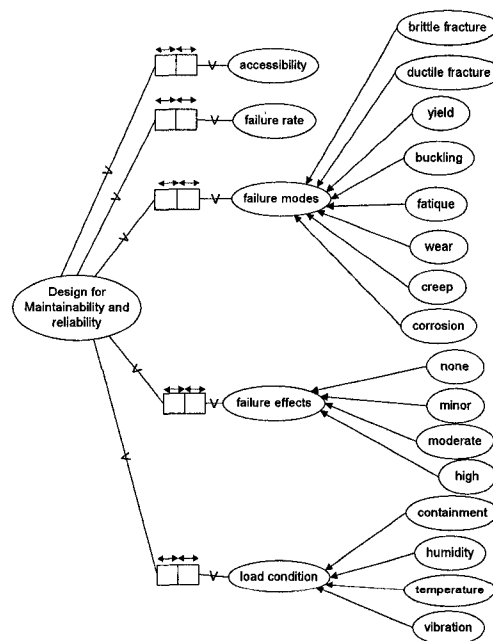 brittle fracture
accessibility
ductile fracture
failure rate
yield
buckling
failure modes
fatique
wear
creep
Design for
Maintainability and
reliability
corrosion
none
failure effects
minor
moderate
high
containment
humidity
load condition
temperature
vibration